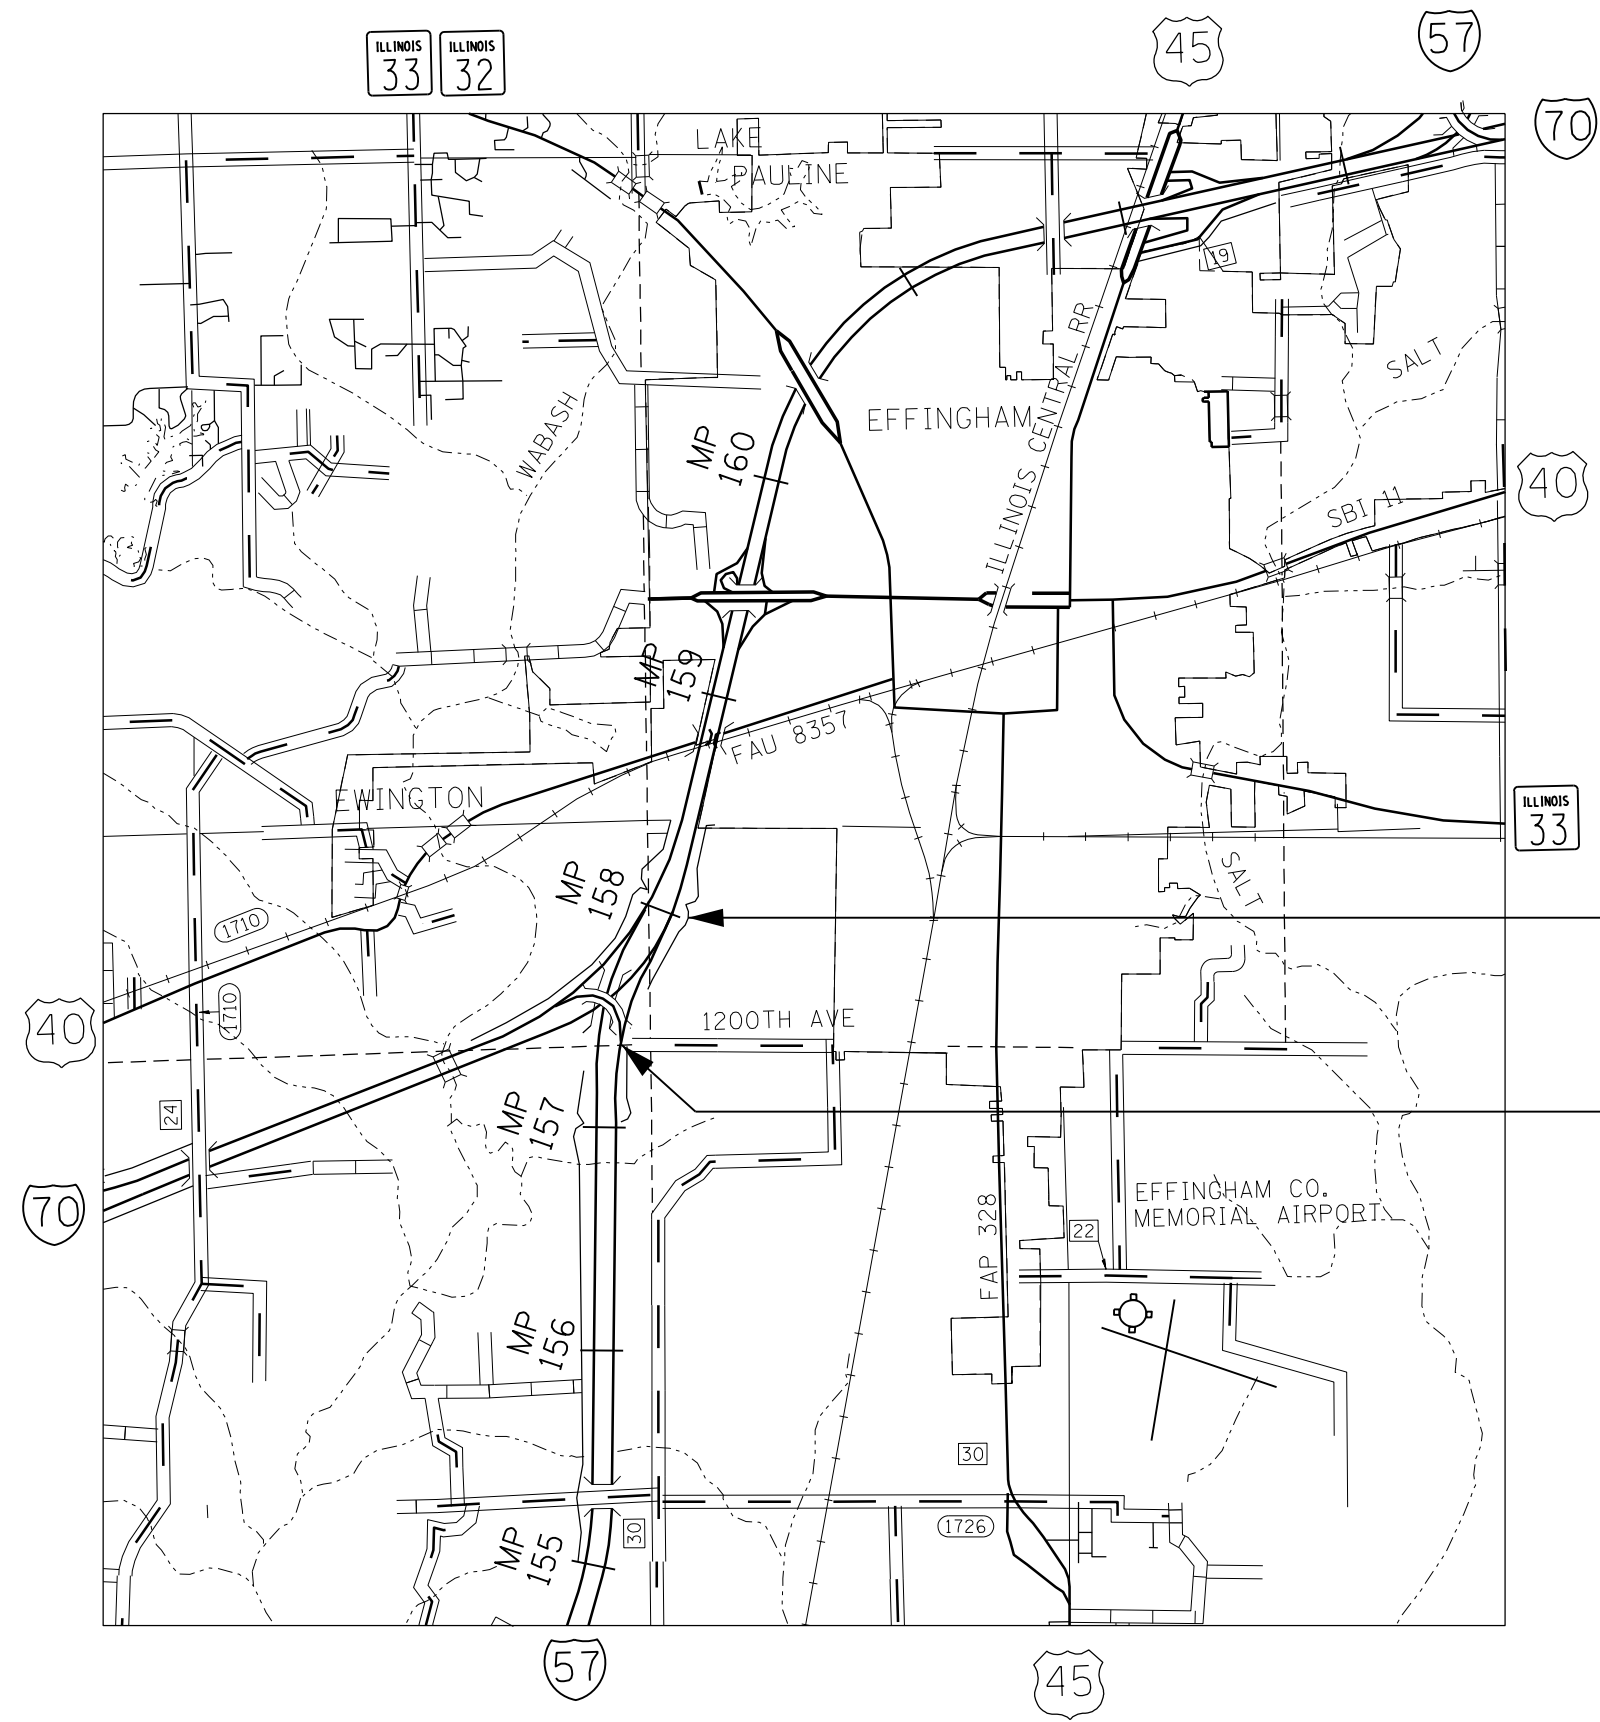 57
45
ILLINOIS
33
ILLINOIS
32
70
LAKE
PAULINE
19
SALT
ILLINOIS CENTRAL RR
WABASH
EFFINGHAM
MP
160
40
SBI 11
MP
159
FAU 8357
EWINGTON
ILLINOIS
33
MP
158
SALT
1710
1710
40
1200TH AVE
24
MP
157
70
EFFINGHAM CO.
MEMORIAL AIRPORT
FAP 328
22
MP
156
30
1726
30
MP
155
57
45